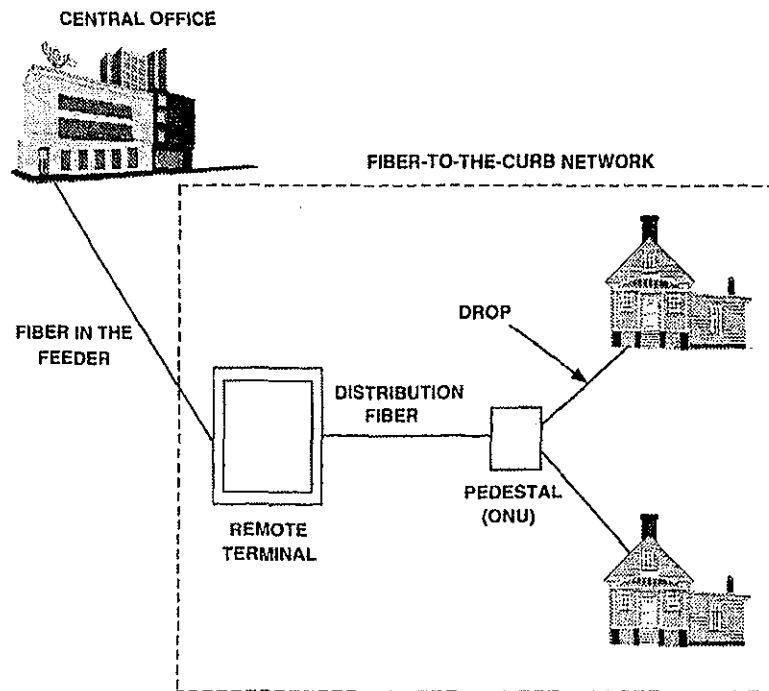 CENTRAL OFFICE
FIBER-TO-THE-CURB NETWORK
DROP
FIBER IN THE
FEEDER
DISTRIBUTION
FIBER
PEDESTAL
(ONU)
REMOTE
TERMINAL